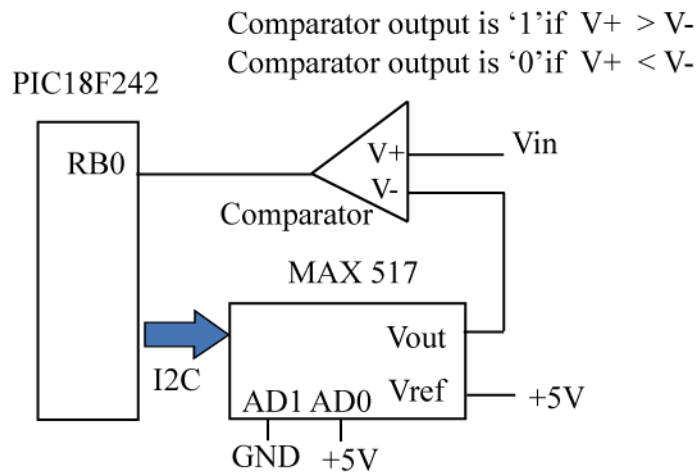 Comparator output is ‘1’if V+ > V-
Comparator output is ‘0’if V+ < V-
PIC18F242
RB0
V+
Vin
V-
Comparator
MAX 517
Vout
I2C
Vref
+5V
AD1 AD0
GND +5V